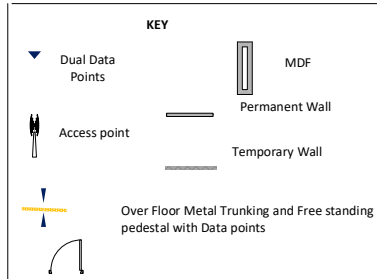 KEY
Dual Data
Points
MDF
Permanent Wall
Access point
Temporary Wall
Over Floor Metal Trunking and Free standing
pedestal with Data points